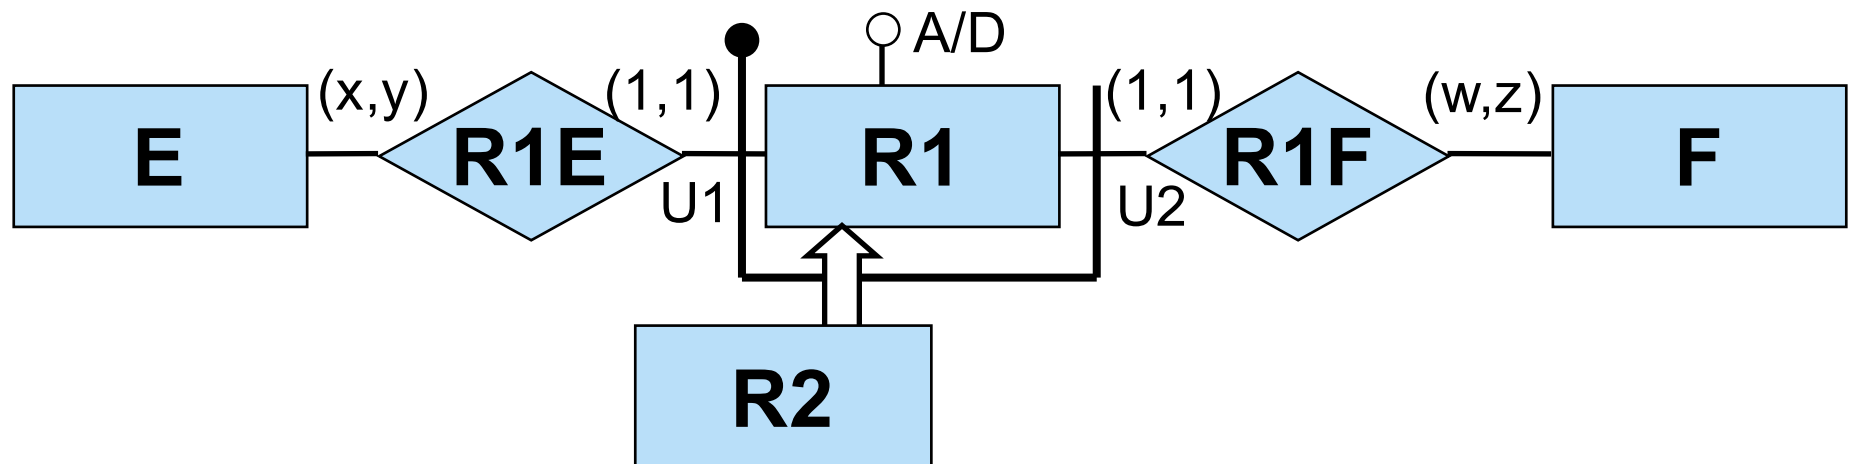 A/D
(x,y) (1,1) (1,1) (w,z)
E R1E R1 R1F F
U1 U2
R2